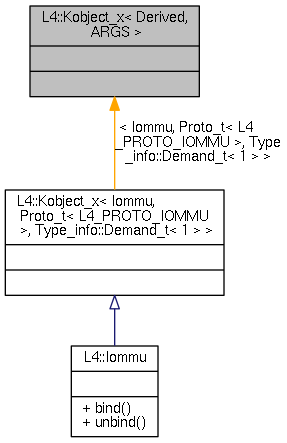 L4::Kobject_x< Derived,
ARGS >
< Iommu, Proto_t< L4
_PROTO_IOMMU >, Type
_info::Demand_t< 1 > >
L4::Kobject_x< Iommu,
Proto_t< L4_PROTO_IOMMU
>, Type_info::Demand_t< 1 > >
L4::Iommu
+ bind()
+ unbind()